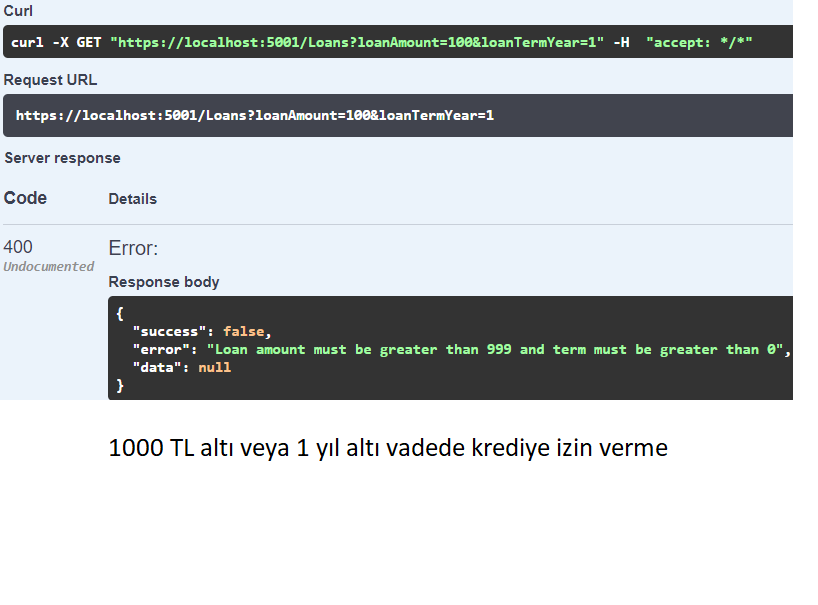 Curl
curl -X GET "https://localhost:5001/Loans?loanAmount=100&loanTermYear=1" -H  "accept: */*"
Request URL
https://localhost:5001/Loans?loanAmount=100&loanTermYear=1
Server response
Code Details
400 Error:
Undocumented
Response body
{
  "success": false,
  "error": "Loan amount must be greater than 999 and term must be greater than 0",
  "data": null
}
1000 TL altı veya 1 yıl altı vadede krediye izin verme